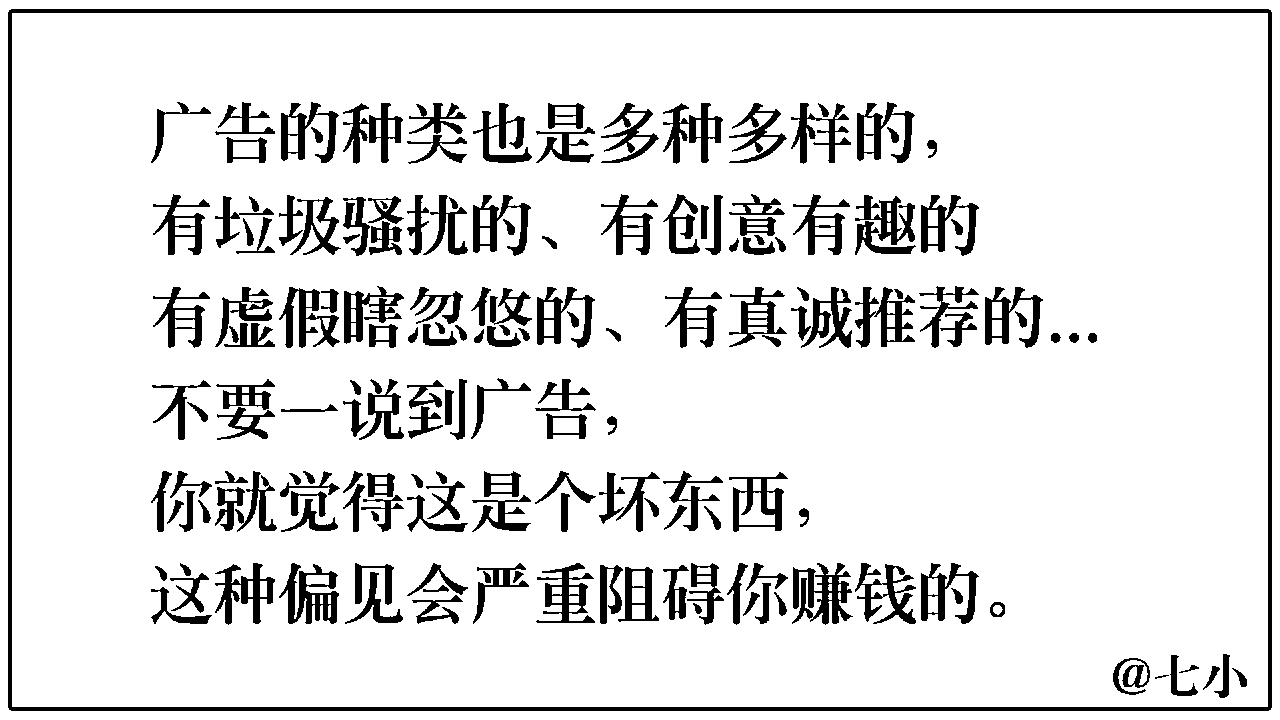 广告的种类也是多种多样的，
有垃圾骚扰的、有创意有趣的
有虚假瞎忽悠的、有真诚推荐的...
不要一说到广告，
你就觉得这是个坏东西，
这种偏见会严重阻碍你赚钱的。
@七小